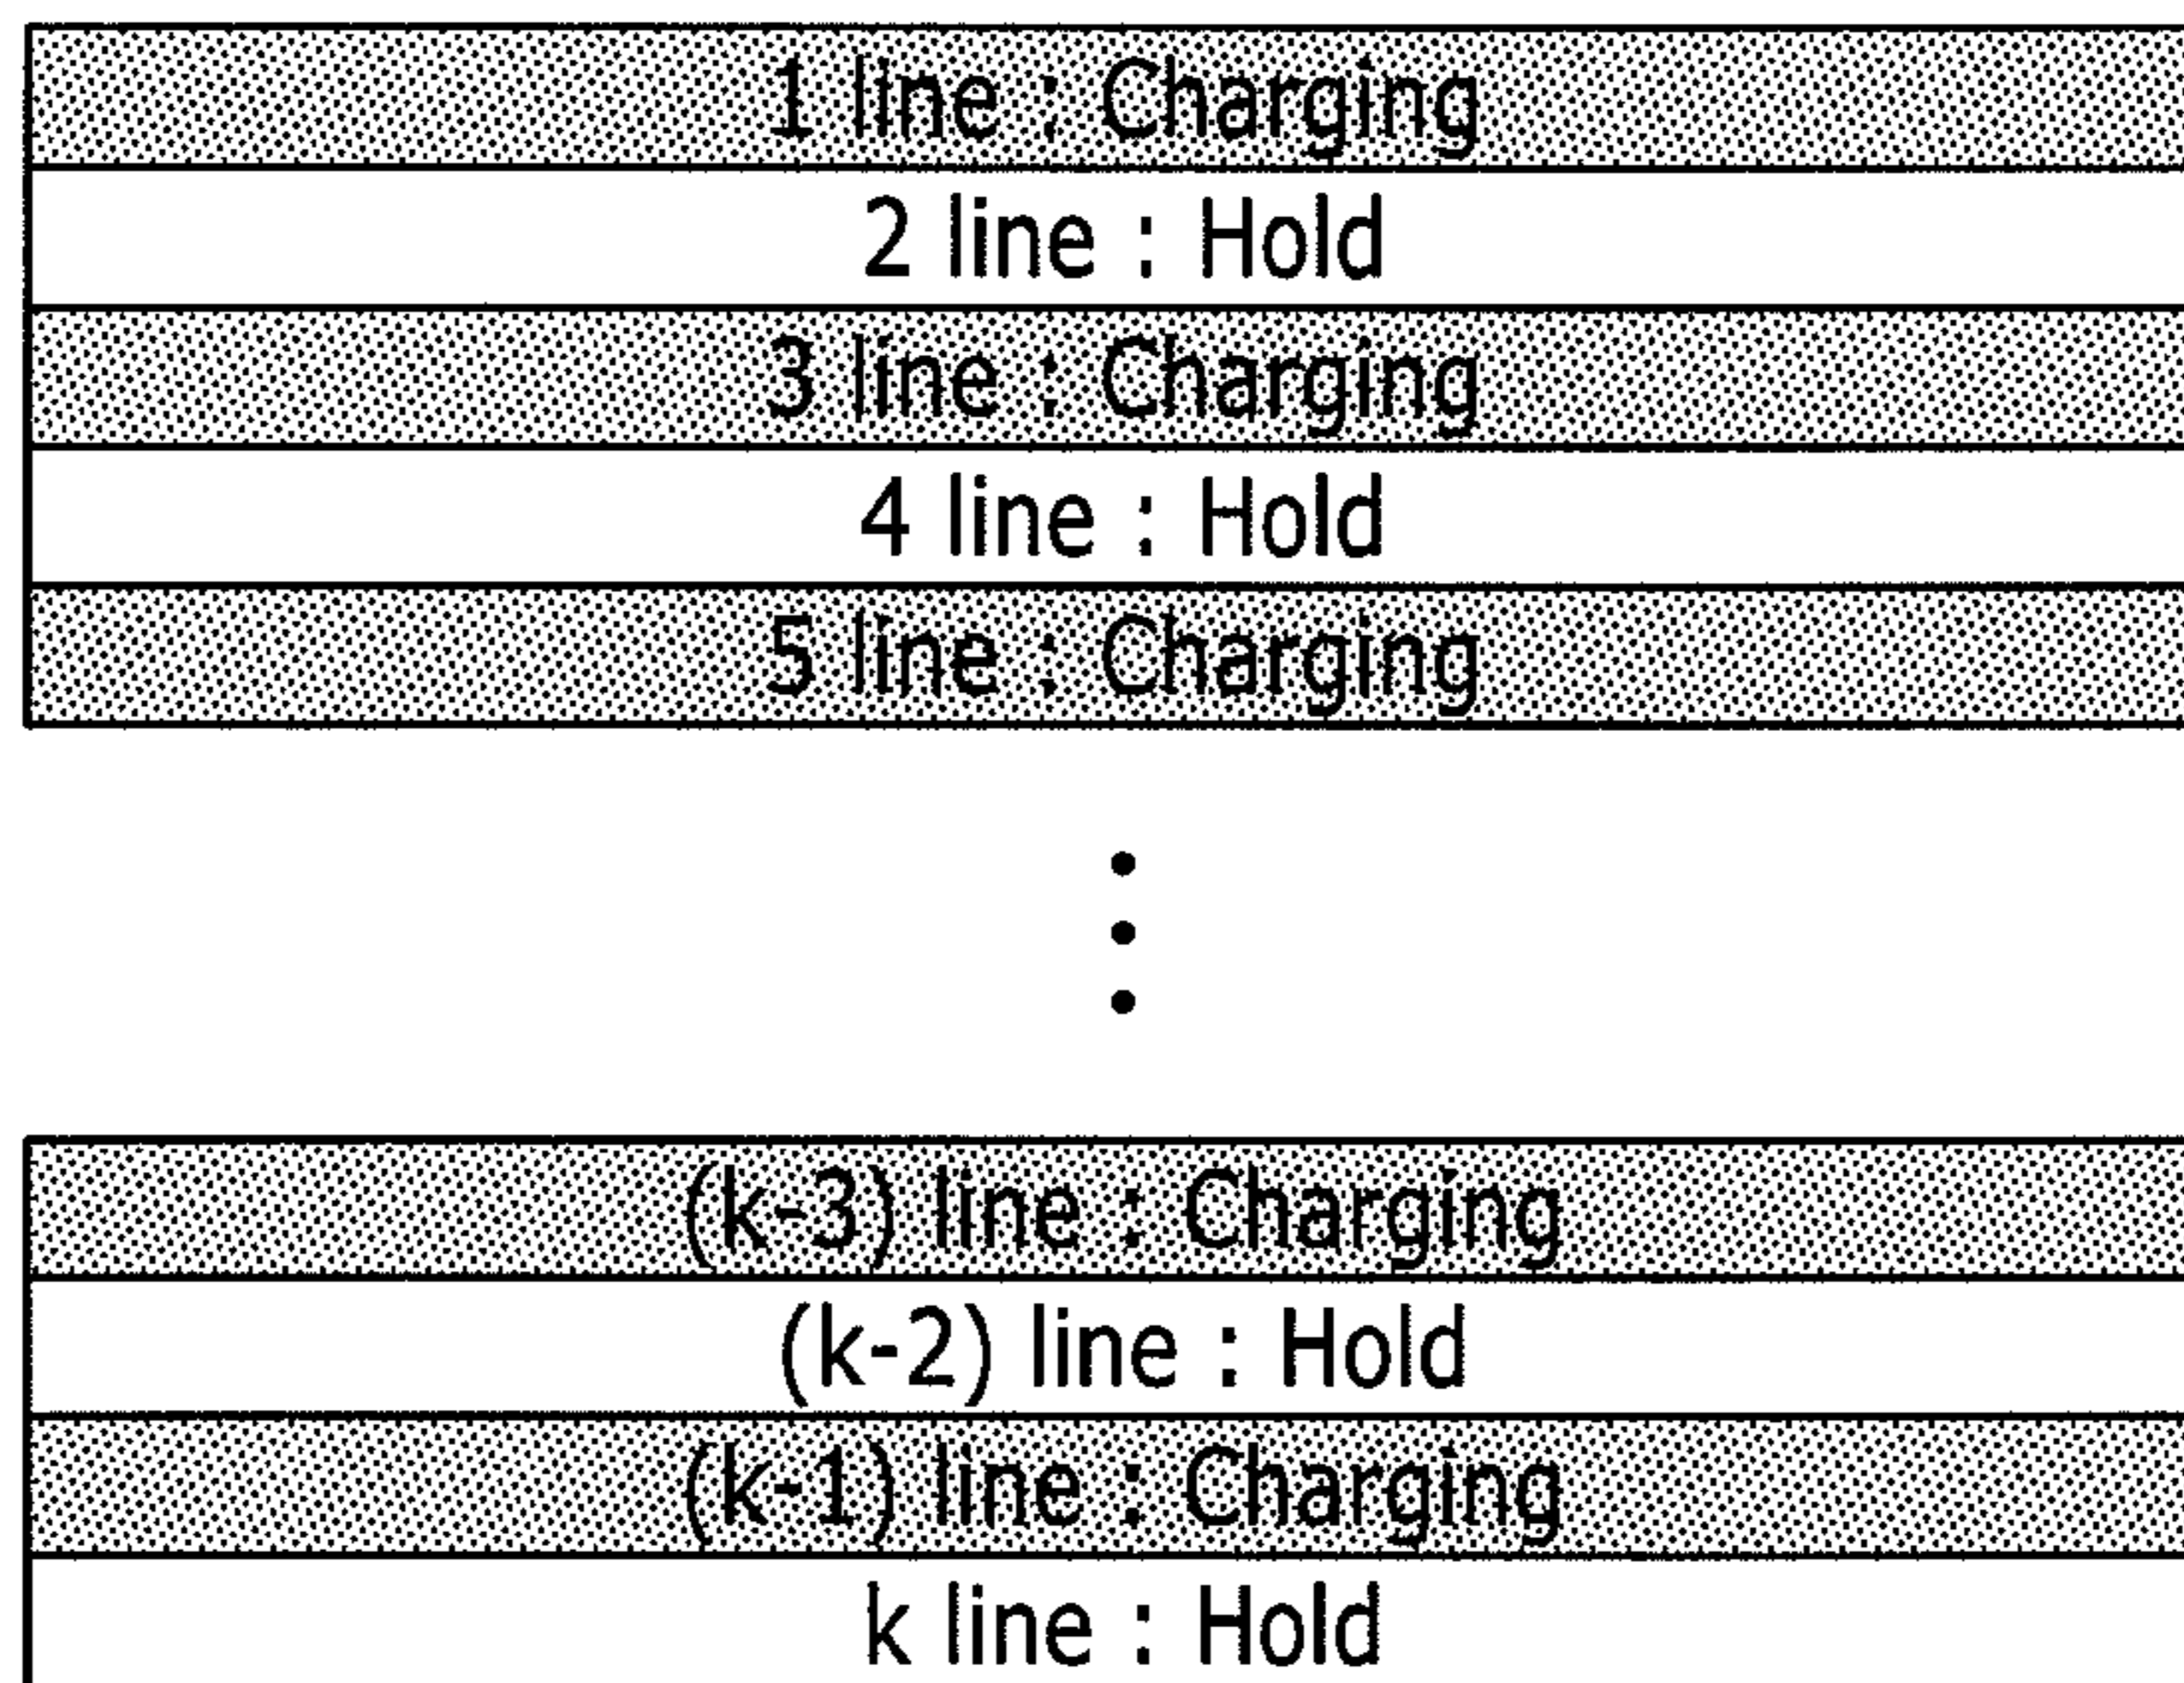 1 line : Charging
2 line : Hold
3 line : Charging
4 line : Hold
5 line : Charging
(k-3) line : Charging
(k-2) line : Hold
(k-1) line : Charging
k line : Hold